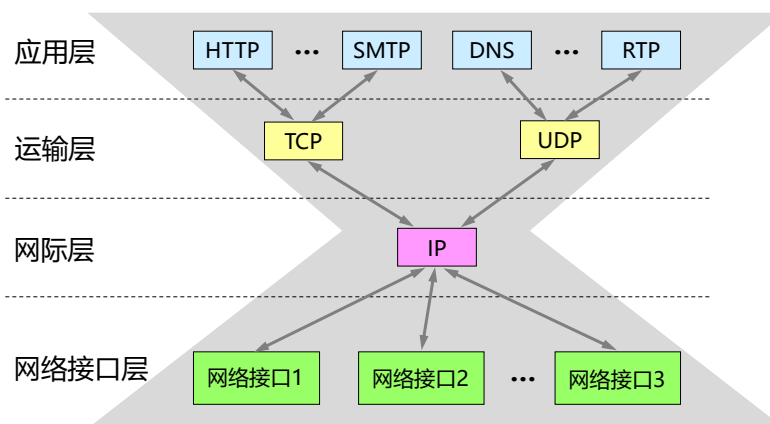 应用层 HTTP ••• SMTP DNS ••• RTP
运输层 TCP UDP
网际层 IP
网络接口层 网络接口1 网络接口2 ••• 网络接口3